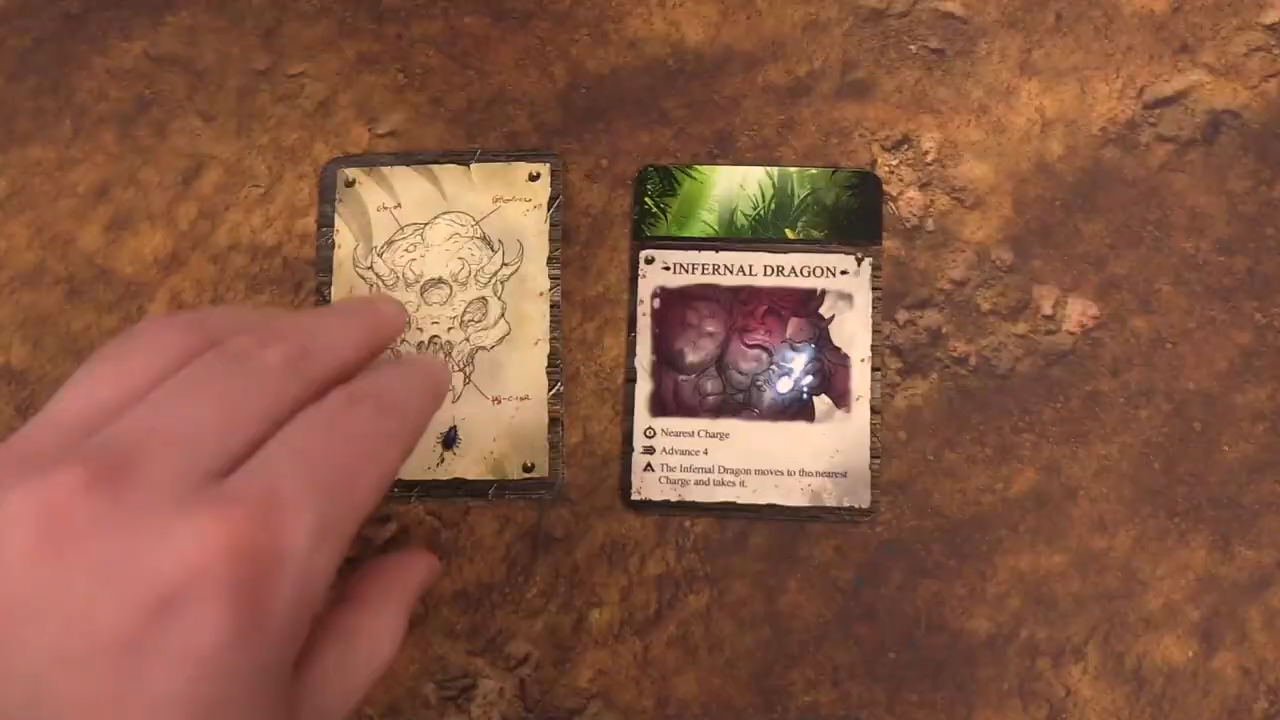 INFERNAL DRAGON
Nearest Charge
Advance 4
The Infernal Dragon moves to the nearest
Charge and takes it.